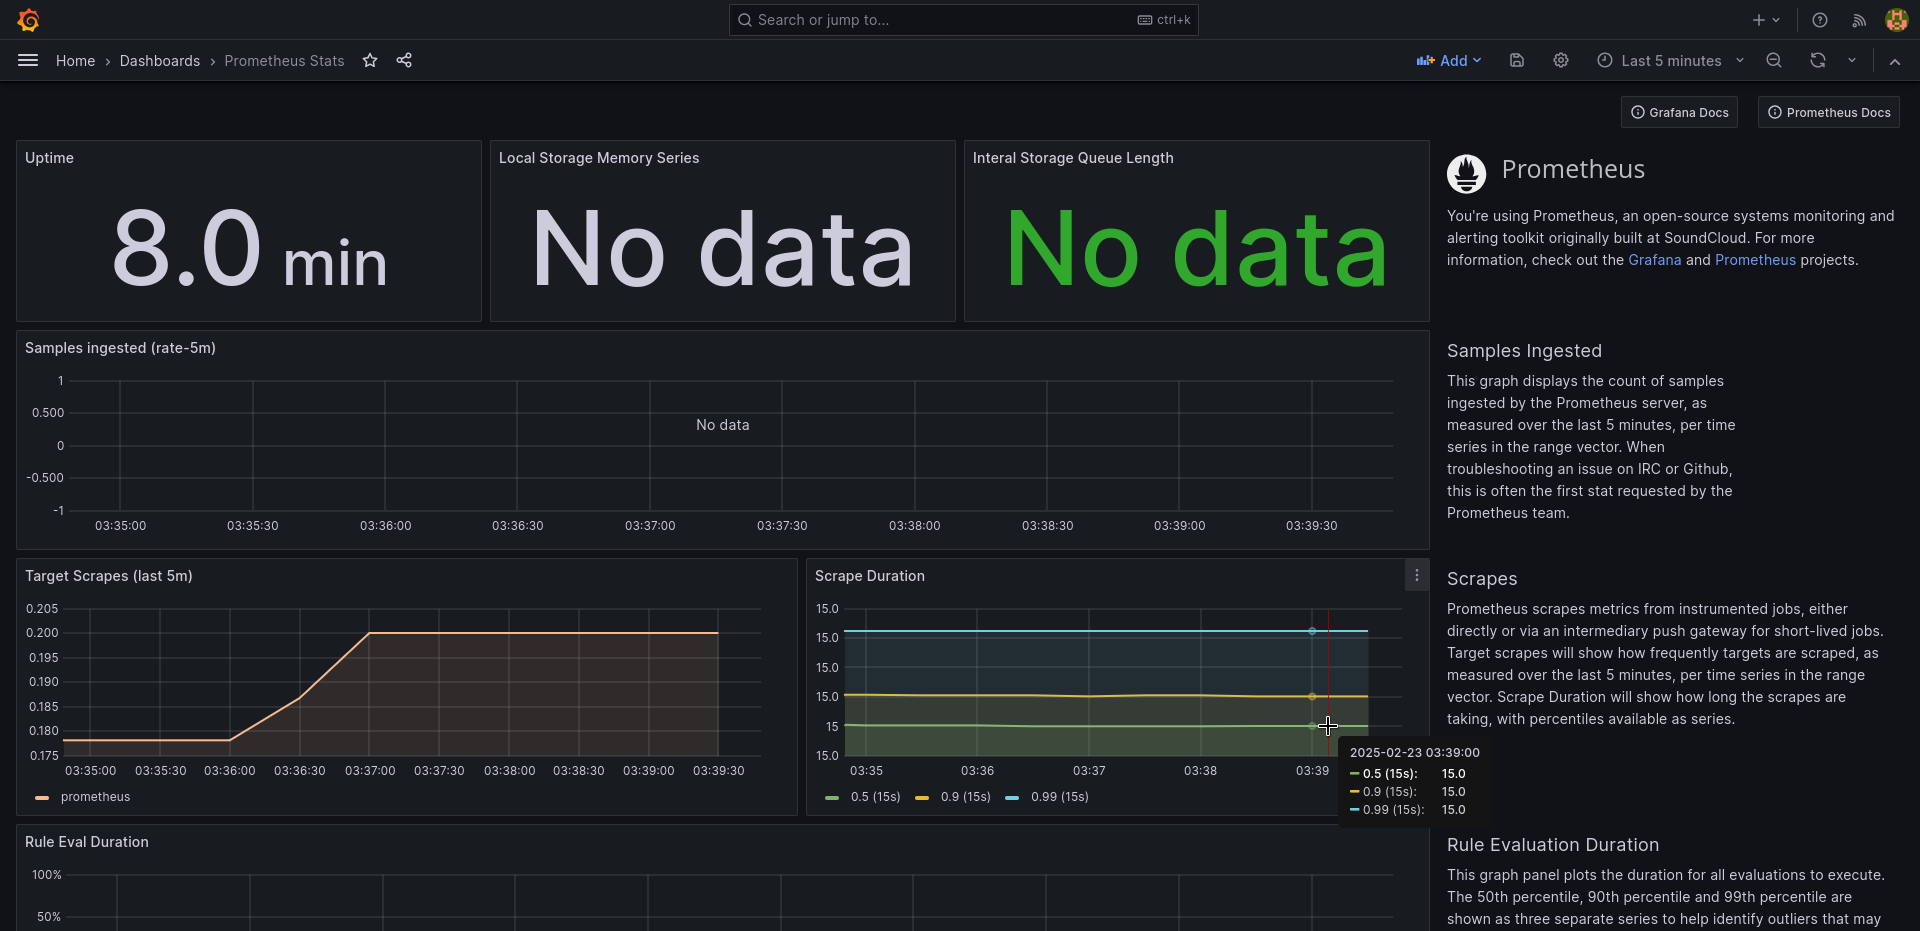 Search or jump to...
ctrl+k
Home › Dashboards › Prometheus Stats
Add
Last 5 minutes
Grafana Docs
Prometheus Docs
Uptime
8.0 min
Local Storage Memory Series
No data
Interal Storage Queue Length
No data
Prometheus
You're using Prometheus, an open-source systems monitoring and
alerting toolkit originally built at SoundCloud. For more
information, check out the Grafana and Prometheus projects.
Samples ingested (rate-5m)
1
0.500
0
-0.500
-1
No data
03:35:00 03:35:30 03:36:00 03:36:30 03:37:00 03:37:30 03:38:00 03:38:30 03:39:00 03:39:30
Samples Ingested
This graph displays the count of samples
ingested by the Prometheus server, as
measured over the last 5 minutes, per time
series in the range vector. When
troubleshooting an issue on IRC or Github,
this is often the first stat requested by the
Prometheus team.
Target Scrapes (last 5m)
0.205
0.200
0.195
0.190
0.185
0.180
0.175
03:35:00 03:35:30 03:36:00 03:36:30 03:37:00 03:37:30 03:38:00 03:38:30 03:39:00 03:39:30
prometheus
Scrape Duration
15.0
15.0
15.0
15.0
15
15.0
03:35 03:36 03:37 03:38 03:39
0.5 (15s) 0.9 (15s) 0.99 (15s)
2025-02-23 03:39:00
0.5 (15s): 15.0
0.9 (15s): 15.0
0.99 (15s): 15.0
Scrapes
Prometheus scrapes metrics from instrumented jobs, either
directly or via an intermediary push gateway for short-lived jobs.
Target scrapes will show how frequently targets are scraped, as
measured over the last 5 minutes, per time series in the range
vector. Scrape Duration will show how long the scrapes are
taking, with percentiles available as series.
Rule Eval Duration
100%
50%
Rule Evaluation Duration
This graph panel plots the duration for all evaluations to execute.
The 50th percentile, 90th percentile and 99th percentile are
shown as three separate series to help identify outliers that may